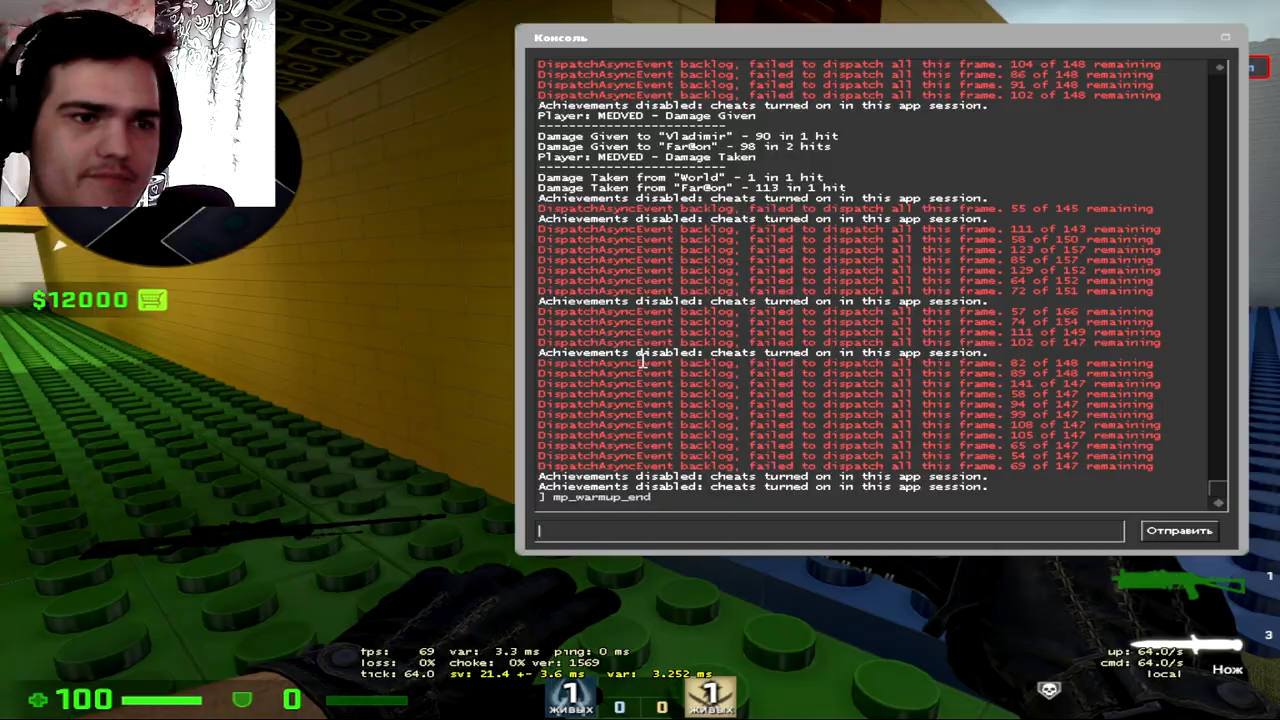 Консоль
DispatchAsyncEvent backlog, failed to dispatch all this frame. 104 of 148 remaining
DispatchAsyncEvent backlog, failed to dispatch all this frame. 86 of 148 remaining
DispatchAsyncEvent backlog, failed to dispatch all this frame. 91 of 148 remaining
DispatchAsyncEvent backlog, failed to dispatch all this frame. 102 of 148 remaining
Achievements disabled: cheats turned on in this app session.
Player: MEDVED - Damage Given
-------------------------
Damage Given to "Vladimir" - 90 in 1 hit
Damage Given to "Far@on" - 98 in 2 hits
Player: MEDVED - Damage Taken
-------------------------
Damage Taken from "World" - 1 in 1 hit
Damage Taken from "Far@on" - 113 in 1 hit
Achievements disabled: cheats turned on in this app session.
DispatchAsyncEvent backlog, failed to dispatch all this frame. 55 of 145 remaining
Achievements disabled: cheats turned on in this app session.
DispatchAsyncEvent backlog, failed to dispatch all this frame. 111 of 143 remaining
DispatchAsyncEvent backlog, failed to dispatch all this frame. 58 of 150 remaining
DispatchAsyncEvent backlog, failed to dispatch all this frame. 123 of 157 remaining
DispatchAsyncEvent backlog, failed to dispatch all this frame. 85 of 157 remaining
DispatchAsyncEvent backlog, failed to dispatch all this frame. 129 of 152 remaining
DispatchAsyncEvent backlog, failed to dispatch all this frame. 64 of 152 remaining
DispatchAsyncEvent backlog, failed to dispatch all this frame. 72 of 151 remaining
Achievements disabled: cheats turned on in this app session.
DispatchAsyncEvent backlog, failed to dispatch all this frame. 57 of 166 remaining
DispatchAsyncEvent backlog, failed to dispatch all this frame. 74 of 154 remaining
DispatchAsyncEvent backlog, failed to dispatch all this frame. 111 of 149 remaining
DispatchAsyncEvent backlog, failed to dispatch all this frame. 102 of 147 remaining
Achievements disabled: cheats turned on in this app session.
DispatchAsyncEvent backlog, failed to dispatch all this frame. 82 of 148 remaining
DispatchAsyncEvent backlog, failed to dispatch all this frame. 89 of 148 remaining
DispatchAsyncEvent backlog, failed to dispatch all this frame. 141 of 147 remaining
DispatchAsyncEvent backlog, failed to dispatch all this frame. 58 of 147 remaining
DispatchAsyncEvent backlog, failed to dispatch all this frame. 94 of 147 remaining
DispatchAsyncEvent backlog, failed to dispatch all this frame. 99 of 147 remaining
DispatchAsyncEvent backlog, failed to dispatch all this frame. 108 of 147 remaining
DispatchAsyncEvent backlog, failed to dispatch all this frame. 105 of 147 remaining
DispatchAsyncEvent backlog, failed to dispatch all this frame. 65 of 147 remaining
DispatchAsyncEvent backlog, failed to dispatch all this frame. 54 of 147 remaining
DispatchAsyncEvent backlog, failed to dispatch all this frame. 69 of 147 remaining
Achievements disabled: cheats turned on in this app session.
Achievements disabled: cheats turned on in this app session.
] mp_warmup_end
Отправить
$12000
1
3
Нож
fps: 69 var: 3.3 ms ping: 0 ms
loss: 0% choke: 0% ver: 1569
tick: 64.0 sv: 21.4 +- 3.6 ms var: 3.252 ms
up: 64.0/s
cmd: 64.0/s
local
100
0
1
живых
0
0
1
живых